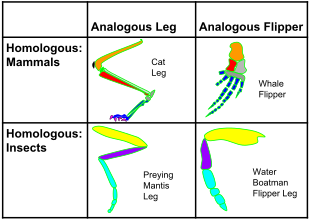 Analogous Leg
Analogous Flipper
Homologous:
Mammals
Cat
Leg
Whale
Flipper
Homologous:
Insects
Preying
Mantis
Leg
Water
Boatman
Flipper Leg